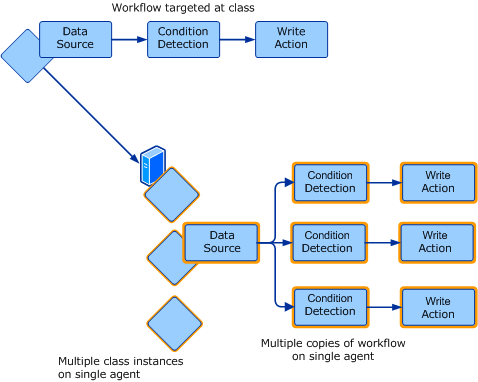 Workflow targeted at class
Data
Source
Condition
Detection
Write
Action
Condition
Detection
Write
Action
Data
Source
Condition
Detection
Write
Action
Condition
Detection
Write
Action
Multiple class instances
on single agent
Multiple copies of workflow
on single agent